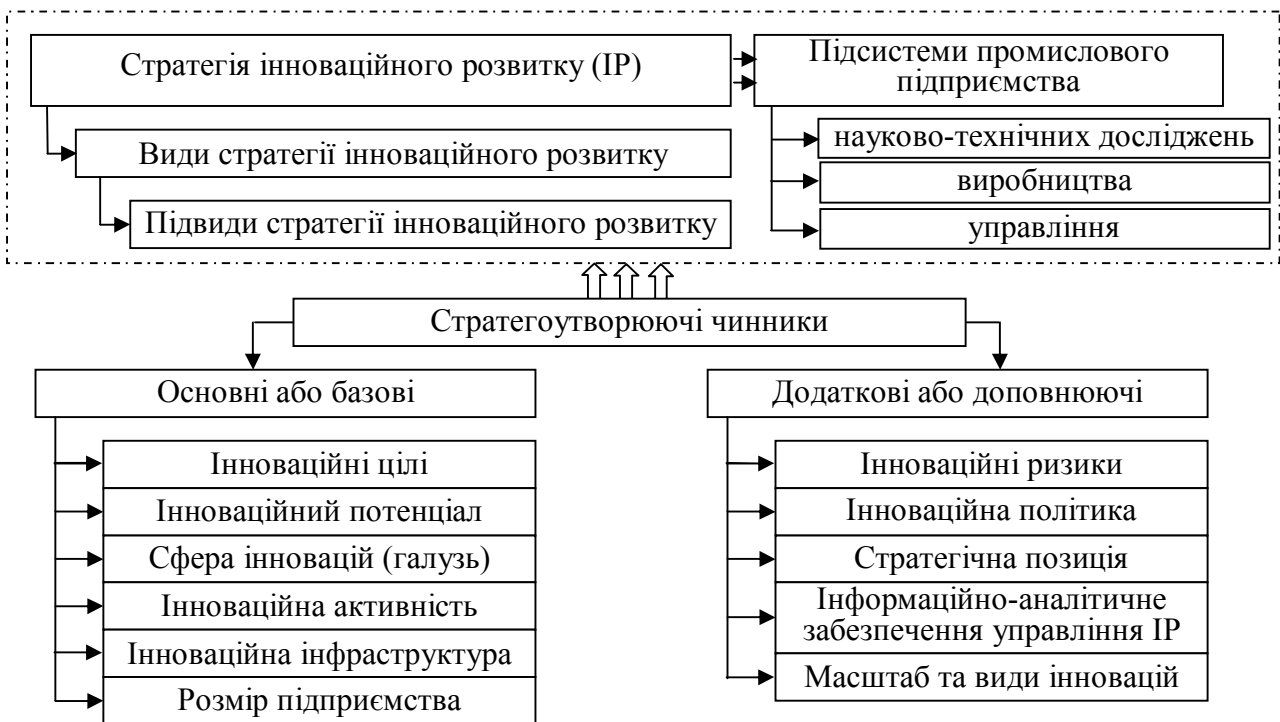 Стратегія інноваційного розвитку (ІР)
Види стратегії інноваційного розвитку
Підвиди стратегії інноваційного розвитку
Підсистеми промислового
підприємства
науково-технічних досліджень
виробництва
управління
Стратегоутворюючі чинники
Основні або базові
Інноваційні цілі
Інноваційний потенціал
Сфера інновацій (галузь)
Інноваційна активність
Інноваційна інфраструктура
Розмір підприємства
Додаткові або доповнюючі
Інноваційні ризики
Інноваційна політика
Стратегічна позиція
Інформаційно-аналітичне
забезпечення управління ІР
Масштаб та види інновацій